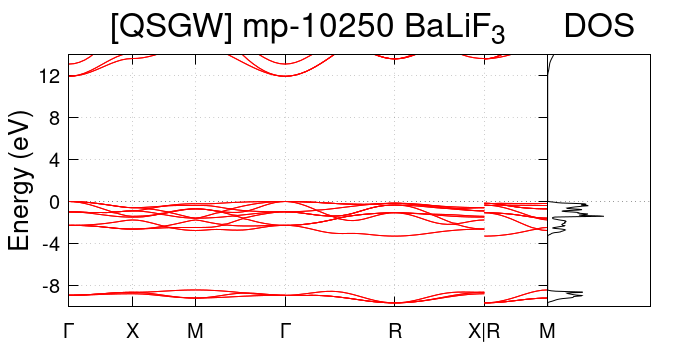 [QSGW] mp-10250 BaLiF3 DOS
Energy (eV)
12
8
4
0
-4
-8
Γ X M Γ R X|R M